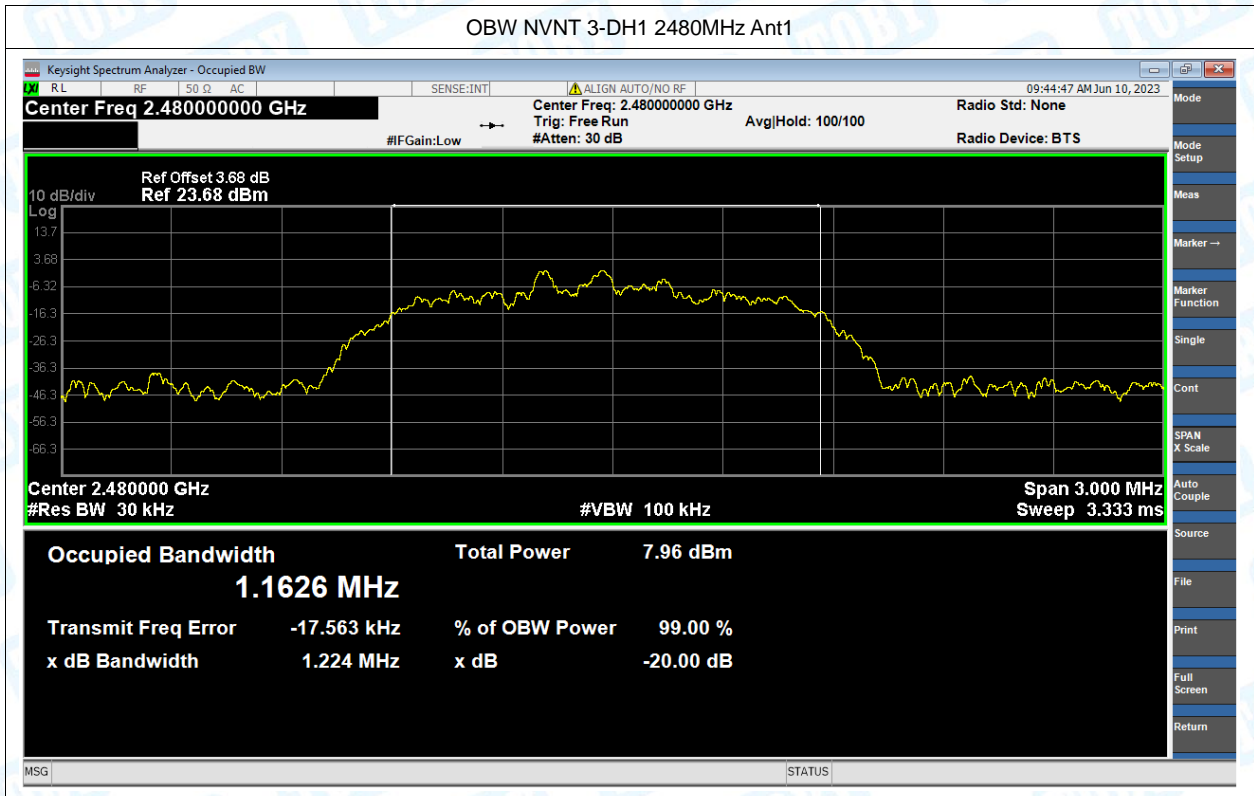 OBW NVNT 3-DH1 2480MHz Ant1
Keysight Spectrum Analyzer - Occupied BW
LXI RL RF 50 Ω AC SENSE:INT ALIGN AUTO/NO RF 09:44:47 AM Jun 10, 2023
Center Freq 2.480000000 GHz Center Freq: 2.480000000 GHz Radio Std: None
Trig: Free Run Avg|Hold: 100/100
#IFGain:Low #Atten: 30 dB Radio Device: BTS
Ref Offset 3.68 dB
10 dB/div Ref 23.68 dBm
Log
13.7
3.68
-6.32
-16.3
-26.3
-36.3
-46.3
-56.3
-66.3
Center 2.480000 GHz Span 3.000 MHz
#Res BW 30 kHz #VBW 100 kHz Sweep 3.333 ms
Occupied Bandwidth Total Power 7.96 dBm
1.1626 MHz
Transmit Freq Error -17.563 kHz % of OBW Power 99.00 %
x dB Bandwidth 1.224 MHz x dB -20.00 dB
Mode
Mode
Setup
Meas
Marker→
Marker
Function
Single
Cont
SPAN
X Scale
Auto
Couple
Source
File
Print
Full
Screen
Return
MSG STATUS
TOBY